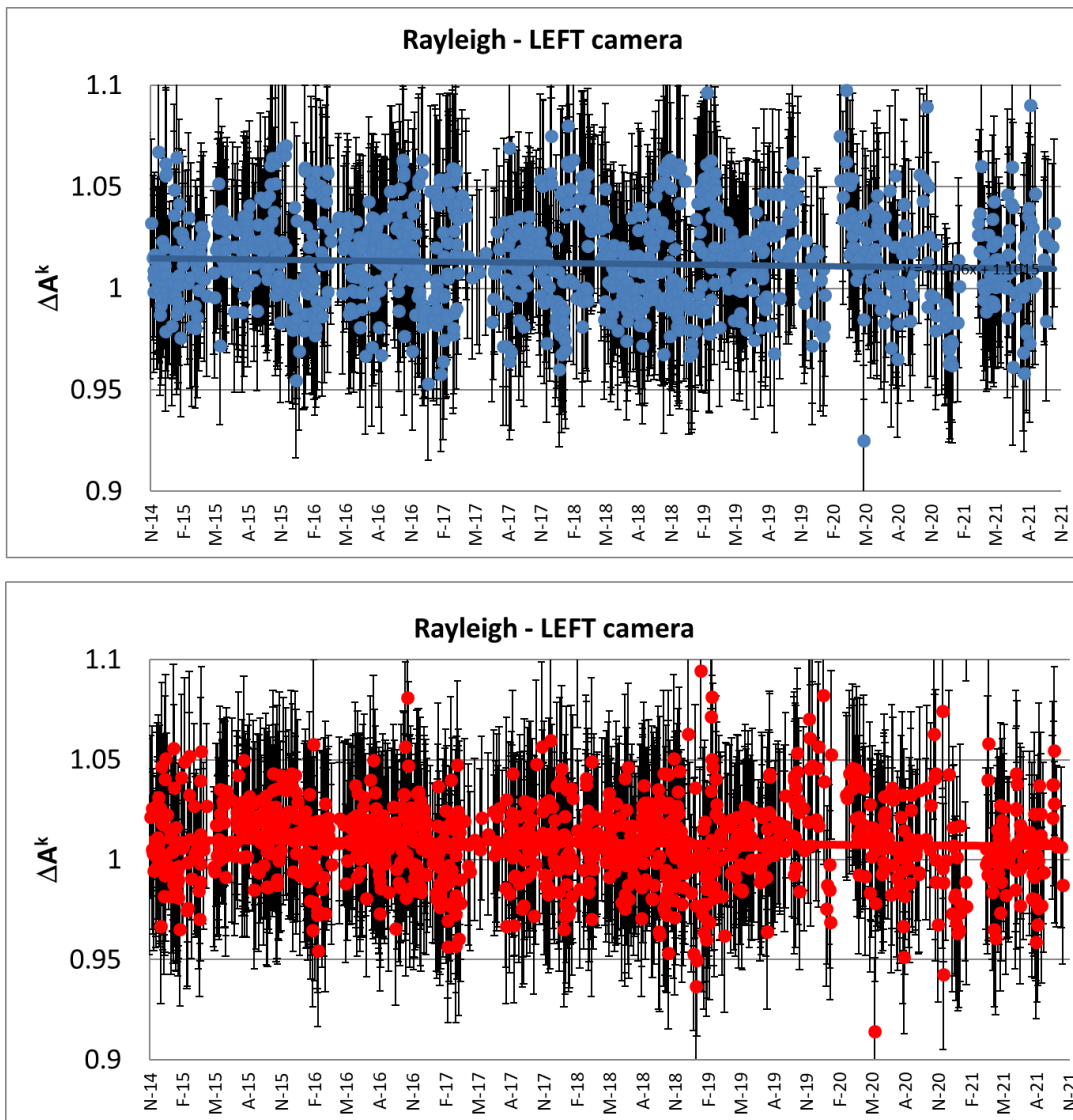 Rayleigh - LEFT camera
1.1
1.05
1
0.95
0.9
ΔAᵏ
N-14 F-15 M-15 A-15 N-15 F-16 M-16 A-16 N-16 F-17 M-17 A-17 N-17 F-18 M-18 A-18 N-18 F-19 M-19 A-19 N-19 F-20 M-20 A-20 N-20 F-21 M-21 A-21 N-21
Rayleigh - LEFT camera
1.1
1.05
1
0.95
0.9
ΔAᵏ
N-14 F-15 M-15 A-15 N-15 F-16 M-16 A-16 N-16 F-17 M-17 A-17 N-17 F-18 M-18 A-18 N-18 F-19 M-19 A-19 N-19 F-20 M-20 A-20 N-20 F-21 M-21 A-21 N-21